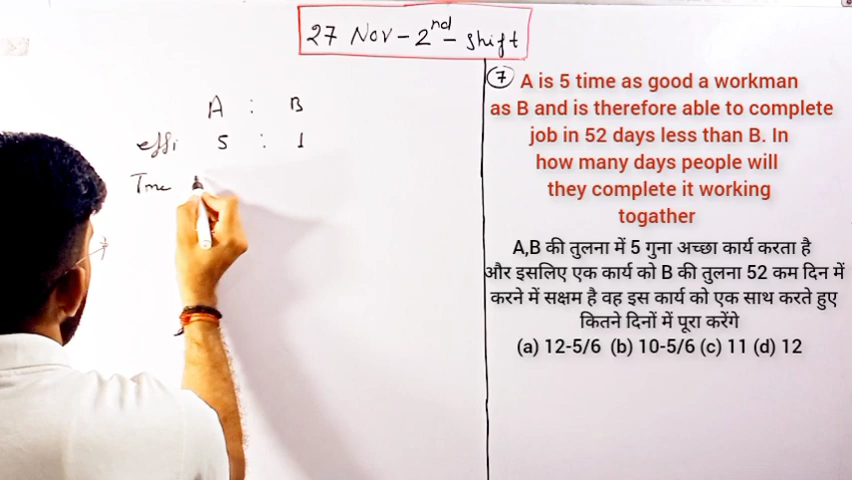 27 Nov - 2nd - shift
A : B
effi 5 : 1
Time
7 A is 5 time as good a workman
as B and is therefore able to complete
job in 52 days less than B. In
how many days people will
they complete it working
togather
A,B की तुलना में 5 गुना अच्छा कार्य करता है
और इसलिए एक कार्य को B की तुलना 52 कम दिन में
करने में सक्षम है वह इस कार्य को एक साथ करते हुए
कितने दिनों में पूरा करेंगे
(a) 12-5/6 (b) 10-5/6 (c) 11 (d) 12